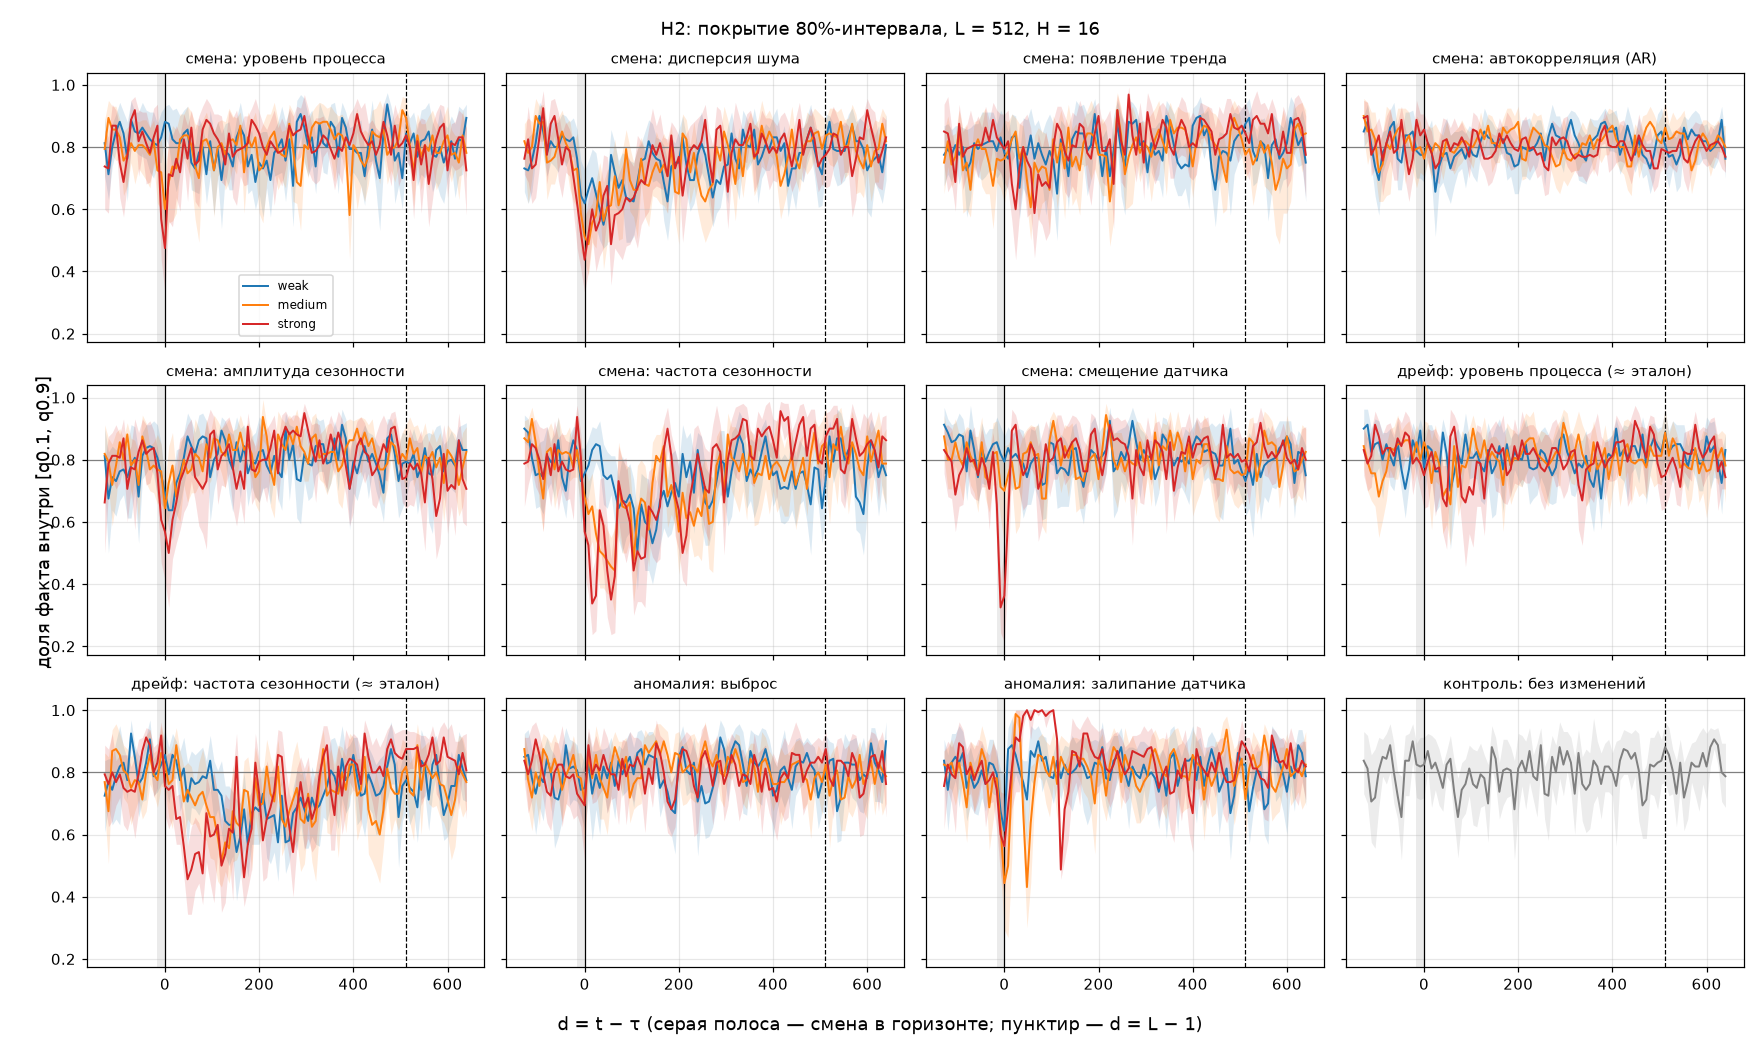 H2: покрытие 80%-интервала, L = 512, H = 16
смена: уровень процесса
смена: дисперсия шума
смена: появление тренда
смена: автокорреляция (AR)
1.0
0.8
0.6
0.4
0.2
weak
medium
strong
смена: амплитуда сезонности
смена: частота сезонности
смена: смещение датчика
дрейф: уровень процесса (≈ эталон)
1.0
0.8
0.6
0.4
0.2
доля факта внутри [q0.1, q0.9]
дрейф: частота сезонности (≈ эталон)
аномалия: выброс
аномалия: залипание датчика
контроль: без изменений
1.0
0.8
0.6
0.4
0.2
0 200 400 600
0 200 400 600
0 200 400 600
0 200 400 600
d = t − τ (серая полоса — смена в горизонте; пунктир — d = L − 1)